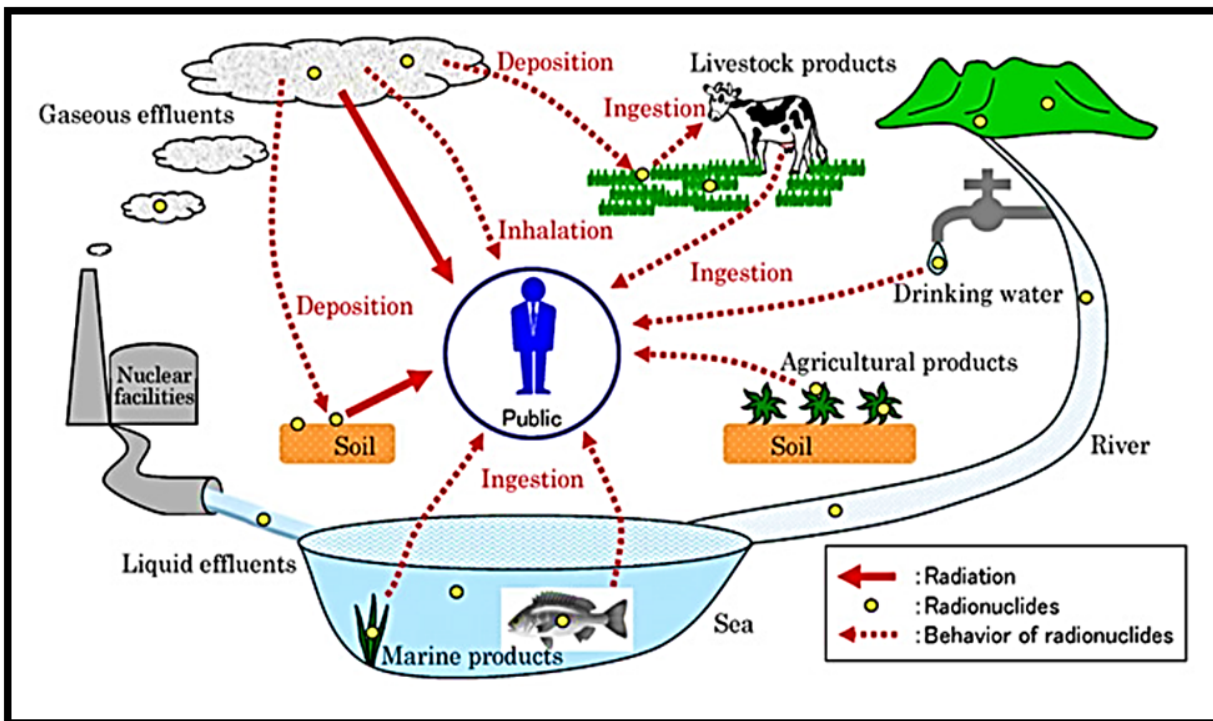 Deposition
Livestock products
Gaseous effluents
Ingestion
Inhalation
Ingestion
Drinking water
Deposition
Agricultural products
Nuclear
facilities
Public
Soil
Soil
River
Ingestion
Liquid effluents
:Radiation
:Radionuclides
:Behavior of radionuclides
Sea
Marine products